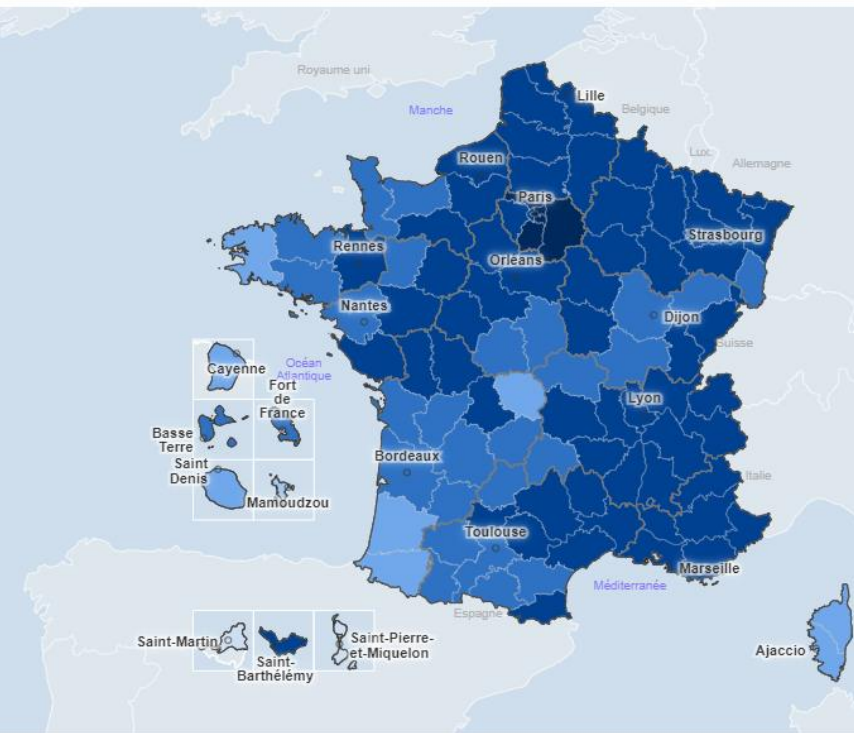 Royaume uni
Manche
Lille
Belgique
Lux.
Allemagne
Rouen
Paris
Strasbourg
Rennes
Orléans
Nantes
Dijon
Suisse
Cayenne
Océan
Atlantique
Fort
de
France
Lyon
Basse
Terre
Saint
Denis
Bordeaux
Mamoudzou
Italie
Toulouse
Marseille
Méditerranée
Espagne
Saint-Martin
Saint-
Barthélémy
Saint-Pierre-
et-Miquelon
Ajaccio